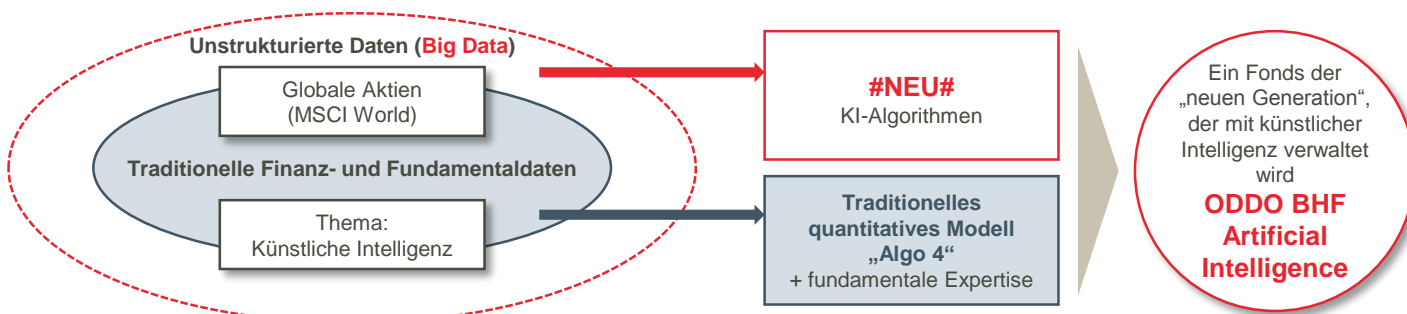 Unstrukturierte Daten (Big Data)
Globale Aktien
(MSCI World)
Traditionelle Finanz- und Fundamentaldaten
Thema:
Künstliche Intelligenz
#NEU#
KI-Algorithmen
Traditionelles
quantitatives Modell
„Algo 4“
+ fundamentale Expertise
Ein Fonds der
„neuen Generation“,
der mit künstlicher
Intelligenz verwaltet
wird
ODDO BHF
Artificial
Intelligence